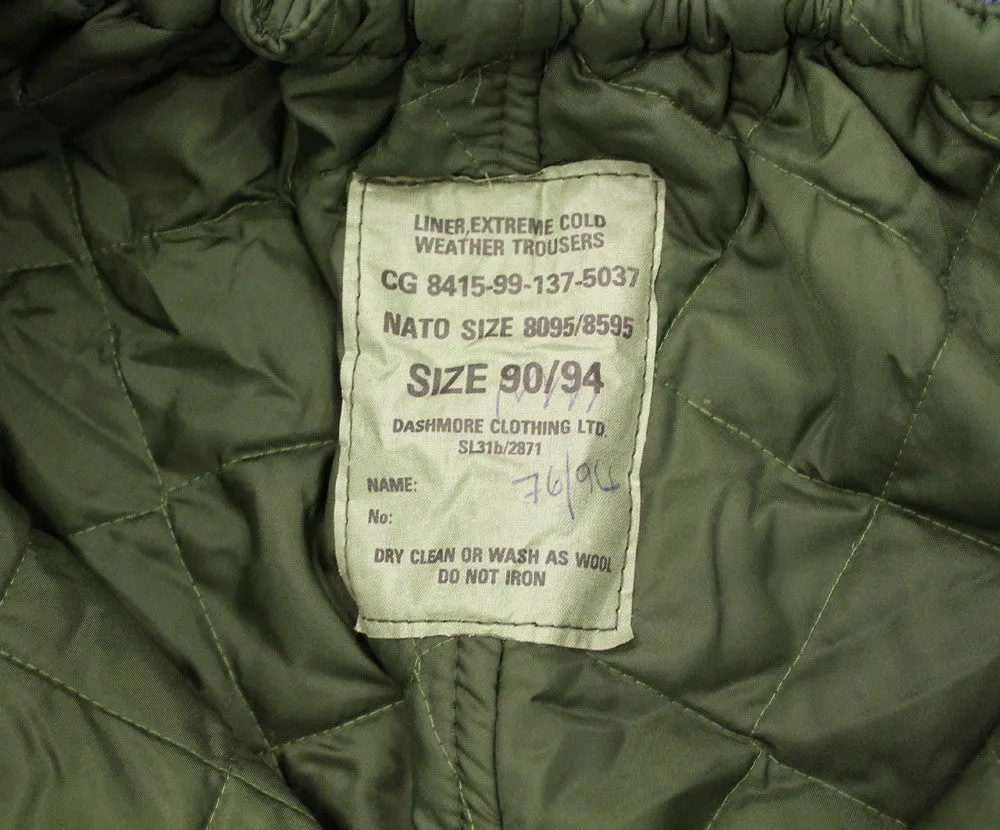 LINER,EXTREME COLD
WEATHER TROUSERS
CG 8415-99-137-5037
NATO SIZE 8095/8595
SIZE 90/94
DASHMORE CLOTHING LTD.
SL31b/2871
NAME: 76/94
No:
DRY CLEAN OR WASH AS WOOL
DO NOT IRON